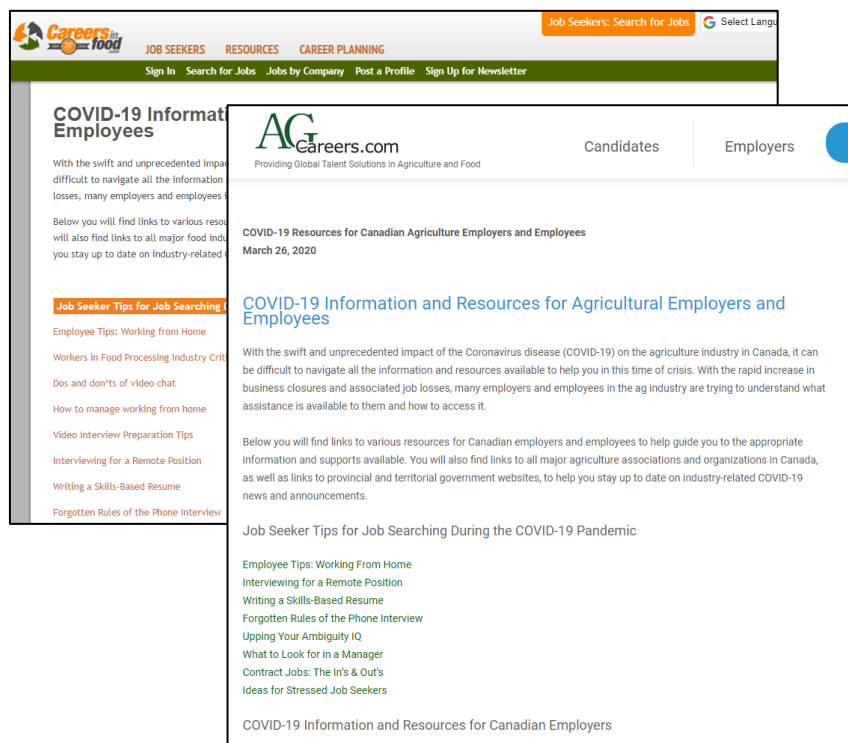 Careers in
20
food
.com
Job Seekers: Search for Jobs
G Select
JOB SEEKERS RESOURCES CAREER PLANNING
Sign In Search for Jobs Jobs by Company Post a Profile Sign Up for Newsletter
COVID-19
Employees
With the swift and unprecedented
difficult to navigate all the information
losses, many employers and employees
Below you will find links to various
will also find links to all major food
you stay up to date on industry-related
Job Seeker Tips for Job Searching
Employee Tips: Working from Home
Workers in Food Processing Industry
Dos and don'ts of video chat
How to manage working from home
Video Interview Preparation Tips
Interviewing for a Remote Position
Writing a Skills-Based Resume
Forgotten Rules of the Phone Interview
AGCareers.com
Providing Global Talent Solutions in Agriculture and Food
Candidates Employers
COVID-19 Resources for Canadian Agriculture Employers and Employees
March 26, 2020
COVID-19 Information and Resources for Agricultural Employers and
Employees
With the swift and unprecedented impact of the Coronavirus disease (COVID-19) on the agriculture industry in Canada, it can
be difficult to navigate all the information and resources available to help you in this time of crisis. With the rapid increase in
business closures and associated job losses, many employers and employees in the ag industry are trying to understand what
assistance is available to them and how to access it.
Below you will find links to various resources for Canadian employers and employees to help guide you to the appropriate
information and supports available. You will also find links to all major agriculture associations and organizations in Canada,
as well as links to provincial and territorial government websites, to help you stay up to date on industry-related COVID-19
news and announcements.
Job Seeker Tips for Job Searching During the COVID-19 Pandemic
Employee Tips: Working From Home
Interviewing for a Remote Position
Writing a Skills-Based Resume
Forgotten Rules of the Phone Interview
Upping Your Ambiguity IQ
What to Look for in a Manager
Contract Jobs: The In's & Out's
Ideas for Stressed Job Seekers
COVID-19 Information and Resources for Canadian Employers